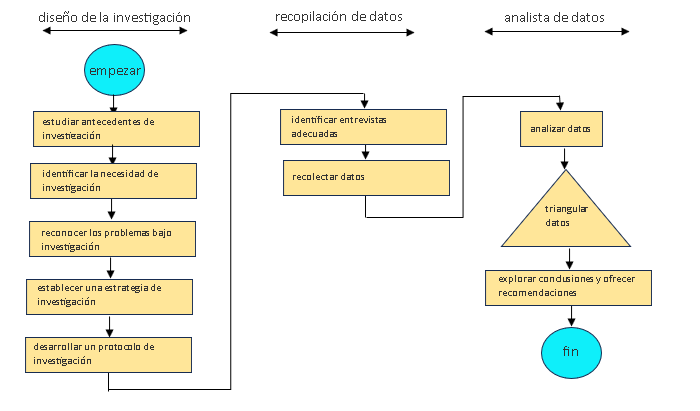 diseño de la investigación
recopilación de datos
analista de datos
empezar
estudiar antecedentes de
investigación
identificar la necesidad de
investigación
reconocer los problemas bajo
investigación
establecer una estrategia de
investigación
desarrollar un protocolo de
investigación
identificar entrevistas
adecuadas
recolectar datos
analizar datos
triangular
datos
explorar conclusiones y ofrecer
recomendaciones
fin